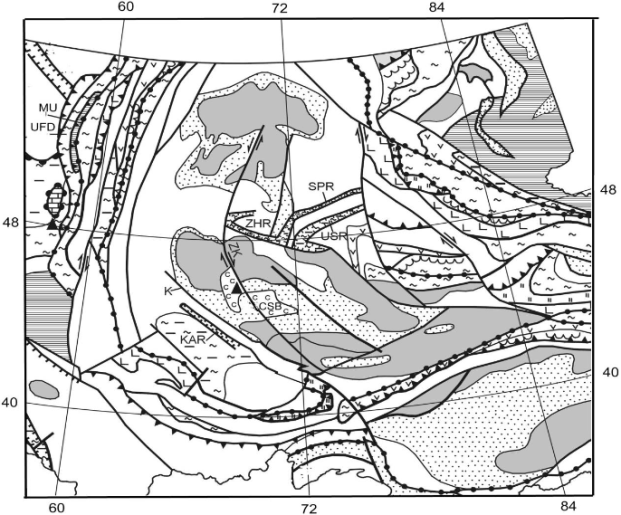 60 72 84
MU
UFD
SPR
48
48
ZHR
USR
ZK
K
CSB
KAR
40
40
60 72 84